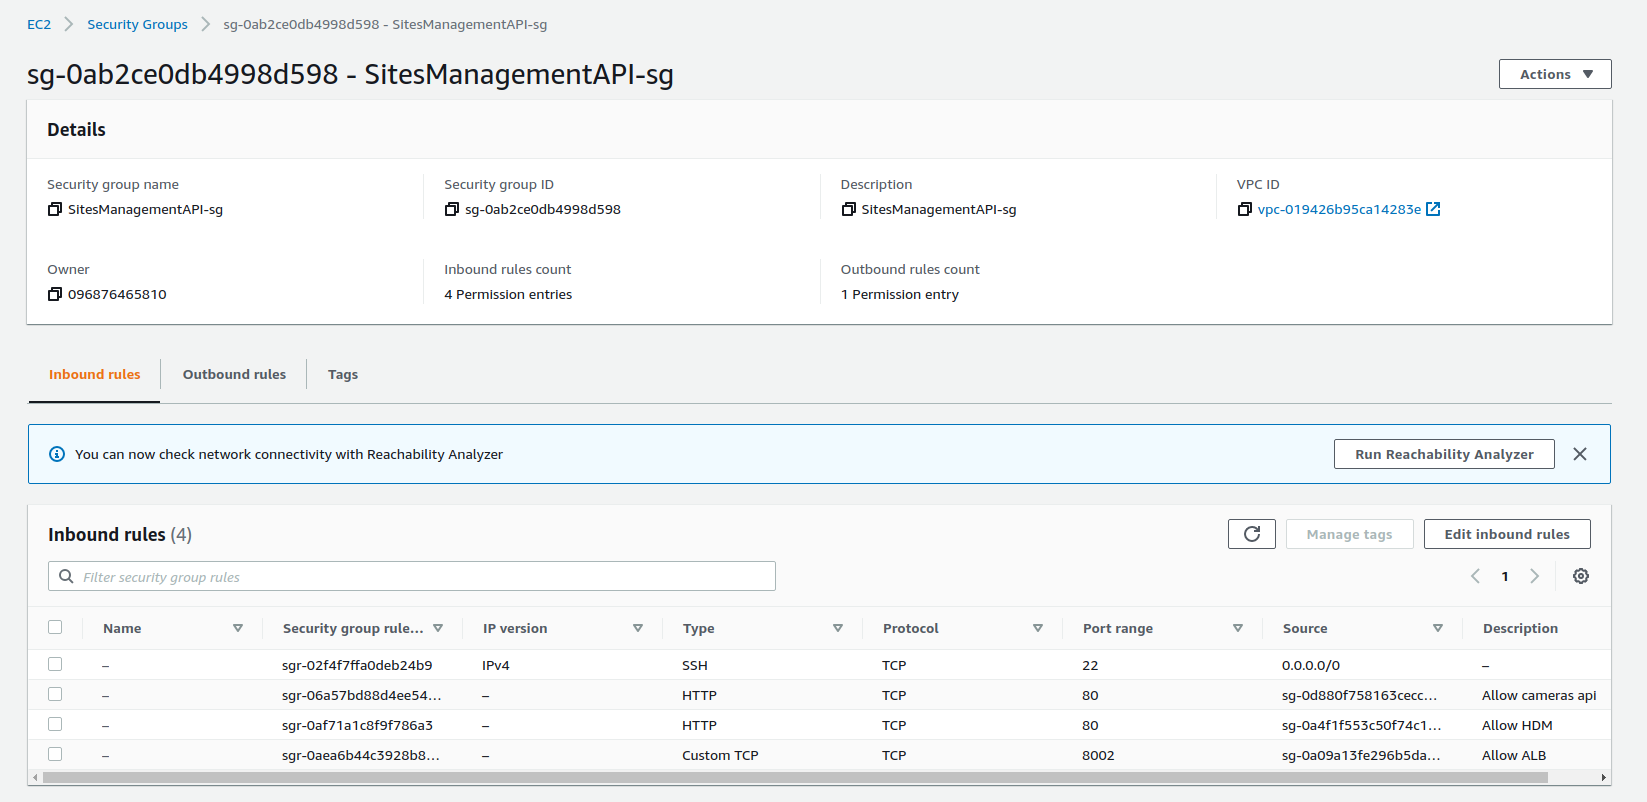 EC2 > Security Groups > sg-0ab2ce0db4998d598 - SitesManagementAPI-sg
sg-0ab2ce0db4998d598 - SitesManagementAPI-sg
Actions
Details
Security group name
SitesManagementAPI-sg
Security group ID
sg-0ab2ce0db4998d598
Description
SitesManagementAPI-sg
VPC ID
vpc-019426b95ca14283e
Owner
096876465810
Inbound rules count
4 Permission entries
Outbound rules count
1 Permission entry
Inbound rules Outbound rules Tags
You can now check network connectivity with Reachability Analyzer Run Reachability Analyzer
Inbound rules (4) Manage tags Edit inbound rules
Filter security group rules 1
Name Security group rule... IP version Type Protocol Port range Source Description
– sgr-02f4f7ffa0deb24b9 IPv4 SSH TCP 22 0.0.0.0/0 –
– sgr-06a57bd88d4ee54... – HTTP TCP 80 sg-0d880f758163cecc... Allow cameras api
– sgr-0af71a1c8f9f786a3 – HTTP TCP 80 sg-0a4f1f553c50f74c1... Allow HDM
– sgr-0aea6b44c3928b8... – Custom TCP TCP 8002 sg-0a09a13fe296b5da... Allow ALB